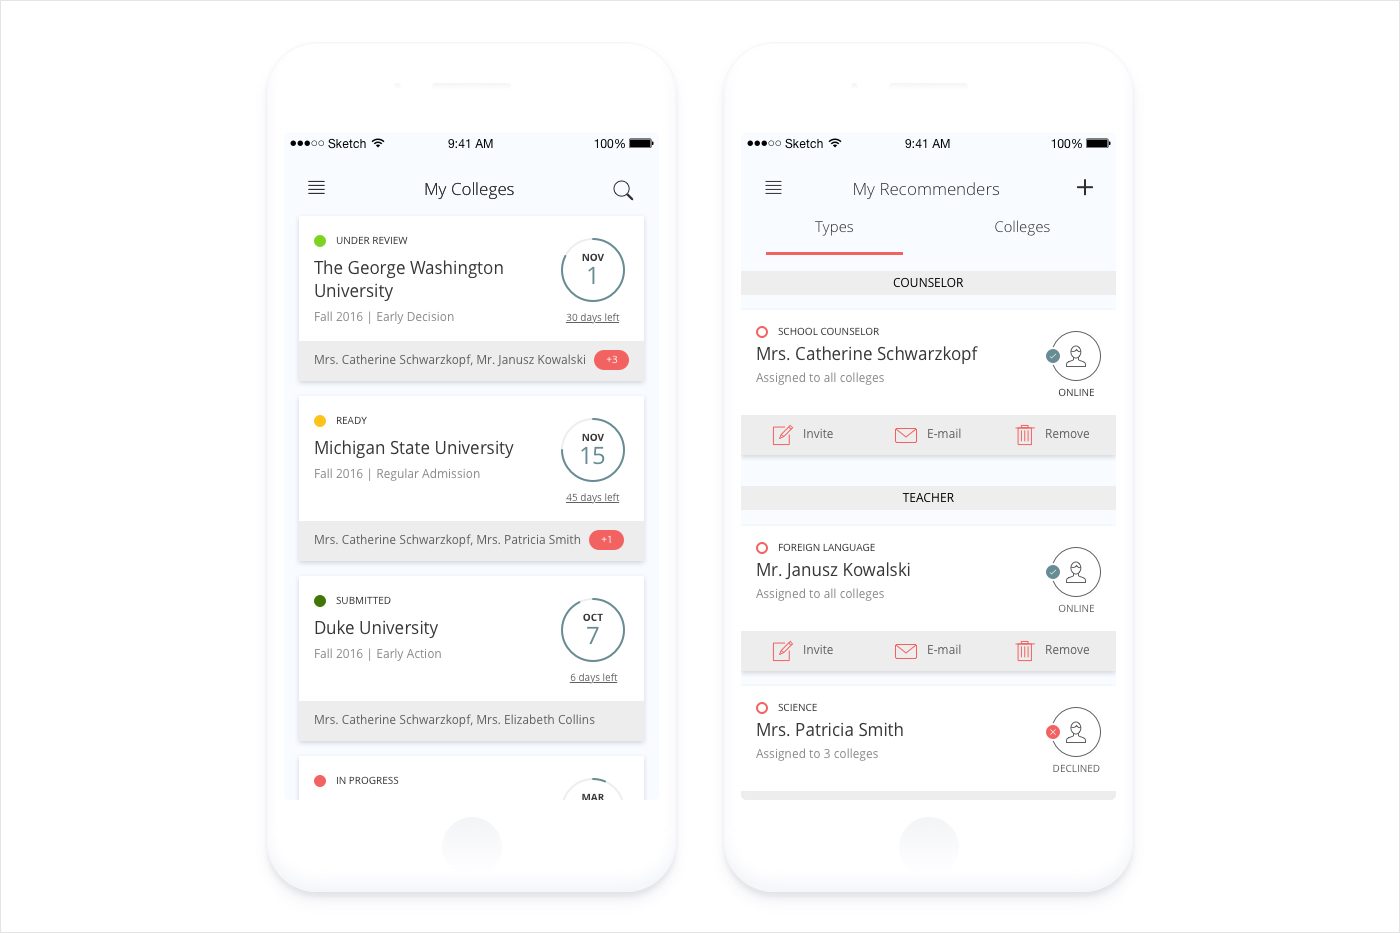 Sketch 9:41 AM 100%
My Colleges
UNDER REVIEW
The George Washington
University
Fall 2016 | Early Decision
NOV
1
30 days left
Mrs. Catherine Schwarzkopf, Mr. Janusz Kowalski +3
READY
Michigan State University
Fall 2016 | Regular Admission
NOV
15
45 days left
Mrs. Catherine Schwarzkopf, Mrs. Patricia Smith +1
SUBMITTED
Duke University
Fall 2016 | Early Action
OCT
7
6 days left
Mrs. Catherine Schwarzkopf, Mrs. Elizabeth Collins
IN PROGRESS
MAR
Sketch 9:41 AM 100%
My Recommenders
Types Colleges
COUNSELOR
SCHOOL COUNSELOR
Mrs. Catherine Schwarzkopf
Assigned to all colleges
ONLINE
Invite E-mail Remove
TEACHER
FOREIGN LANGUAGE
Mr. Janusz Kowalski
Assigned to all colleges
ONLINE
Invite E-mail Remove
SCIENCE
Mrs. Patricia Smith
Assigned to 3 colleges
DECLINED